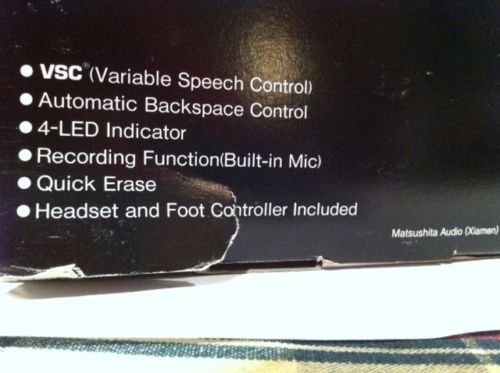 ● VSC® (Variable Speech Control)
● Automatic Backspace Control
● 4-LED Indicator
● Recording Function(Built-in Mic)
● Quick Erase
● Headset and Foot Controller Included
Matsushita Audio (Xiamen)